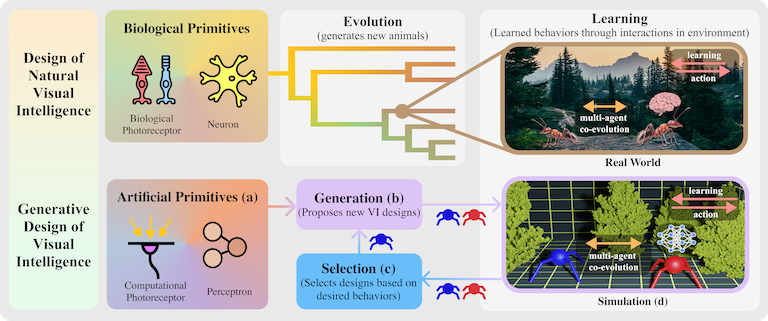 Design of
Natural
Visual
Intelligence
Biological Primitives
Biological
Photoreceptor
Neuron
Evolution
(generates new animals)
Learning
(Learned behaviors through interactions in environment)
learning
action
multi-agent
co-evolution
Real World
Generative
Design of
Visual
Intelligence
Artificial Primitives (a)
Computational
Photoreceptor
Perceptron
Generation (b)
(Proposes new VI designs)
Selection (c)
(Selects designs based on
desired behaviors)
learning
action
multi-agent
co-evolution
Simulation (d)